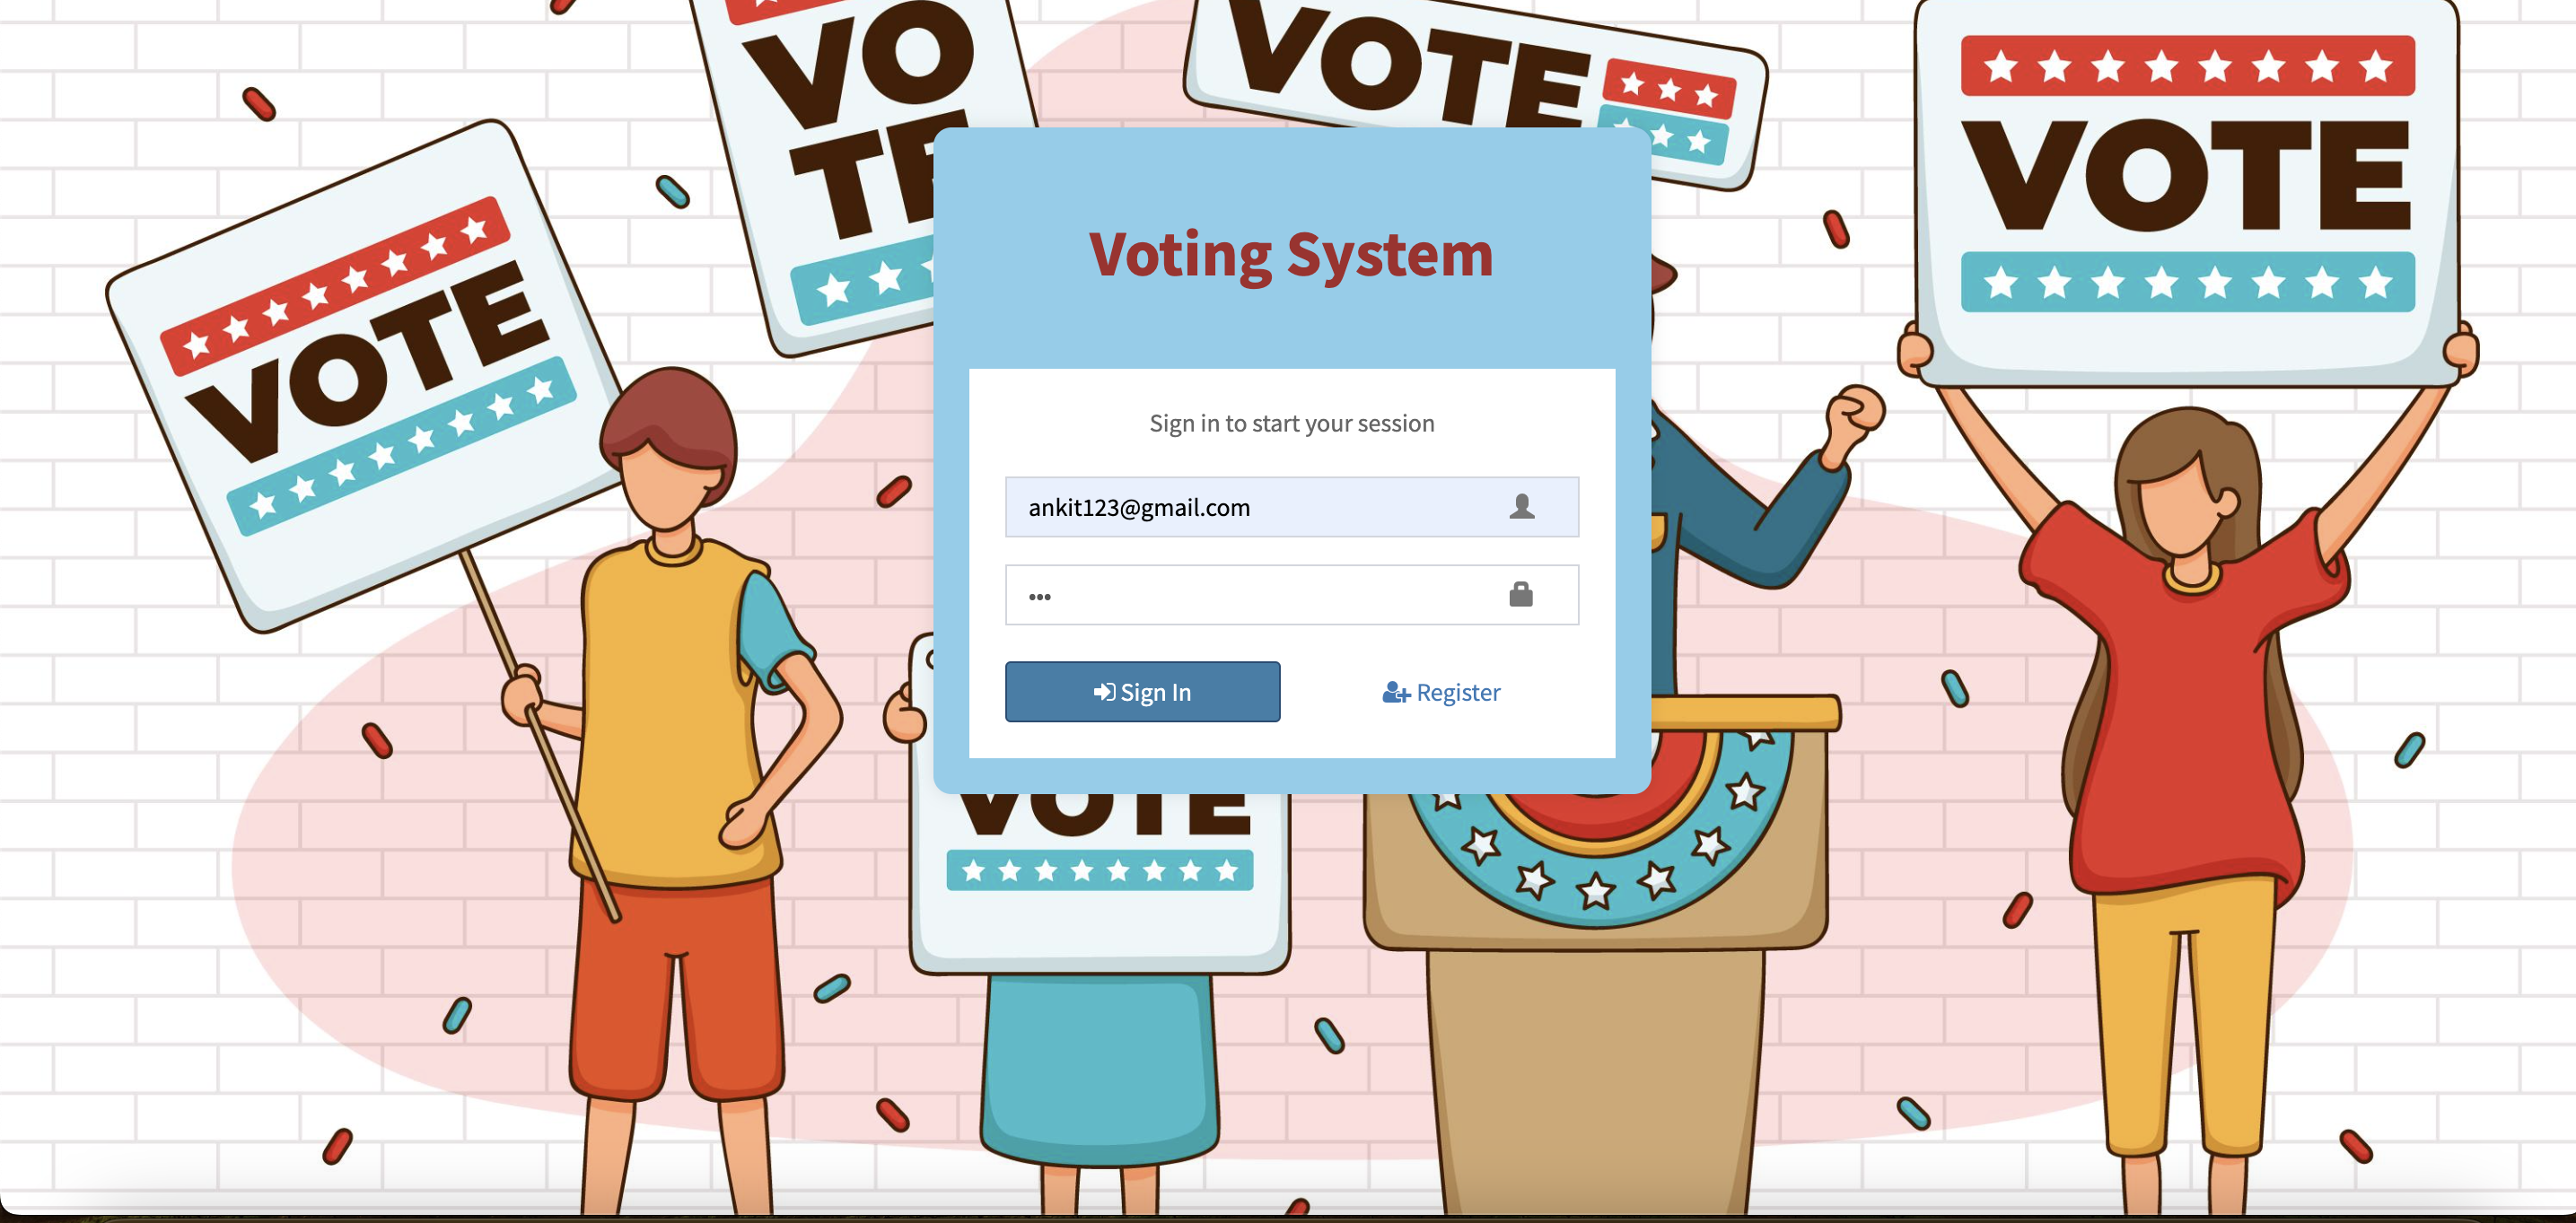 VO
TE
VOTE
VOTE
VOTE
Voting System
Sign in to start your session
ankit123@gmail.com
•••
Sign In
Register
VOTE